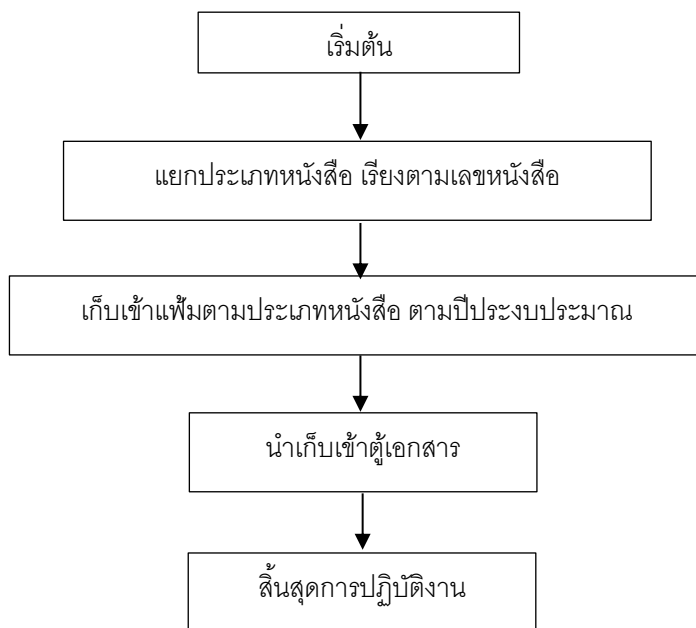 เริ่มต้น
แยกประเภทหนังสือ เรียงตามเลขหนังสือ
เก็บเข้าแฟ้มตามประเภทหนังสือ ตามปีประงบประมาณ
นำเก็บเข้าตู้เอกสาร
สิ้นสุดการปฏิบัติงาน